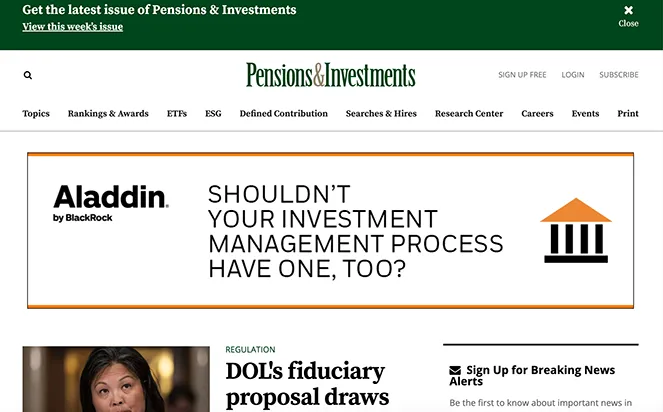 Get the latest issue of Pensions & Investments
View this week's issue
Close
Pensions&Investments
SIGN UP FREE LOGIN SUBSCRIBE
Topics Rankings & Awards ETFs ESG Defined Contribution Searches & Hires Research Center Careers Events Print
Aladdin®
by BlackRock
SHOULDN'T
YOUR INVESTMENT
MANAGEMENT PROCESS
HAVE ONE, TOO?
REGULATION
DOL's fiduciary
proposal draws
Sign Up for Breaking News
Alerts
Be the first to know about important news in